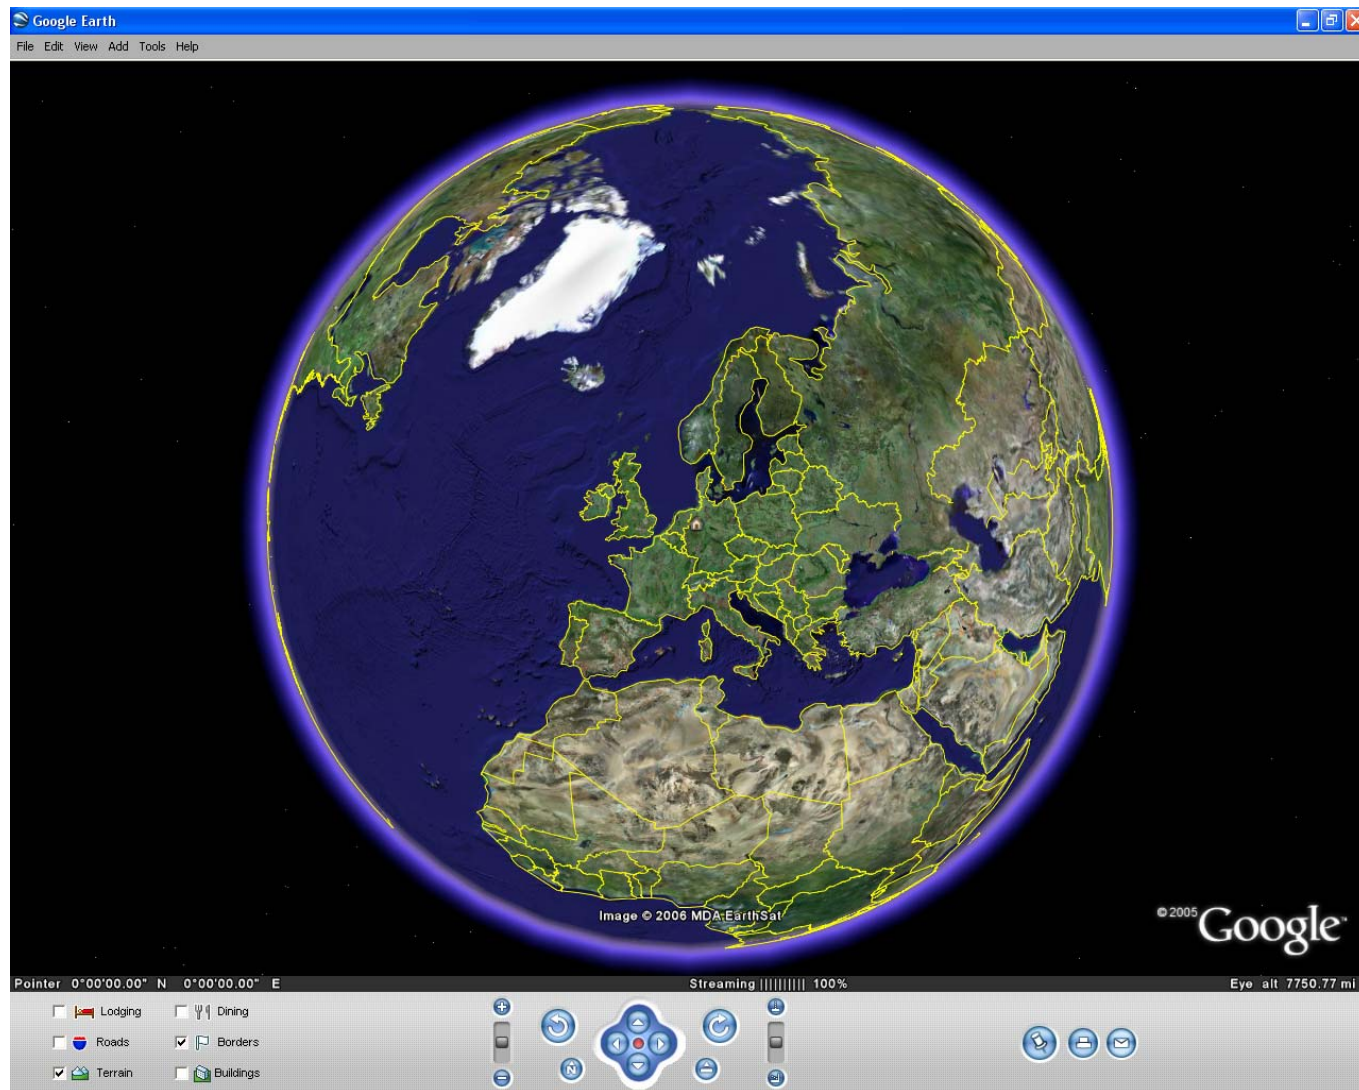 Google Earth
File Edit View Add Tools Help
Image © 2006 MDA EarthSat
© 2005 Google™
Pointer 0°00'00.00" N 0°00'00.00" E Streaming |||||||||| 100% Eye alt 7750.77 mi
Lodging Dining
Roads Borders
N
Terrain Buildings